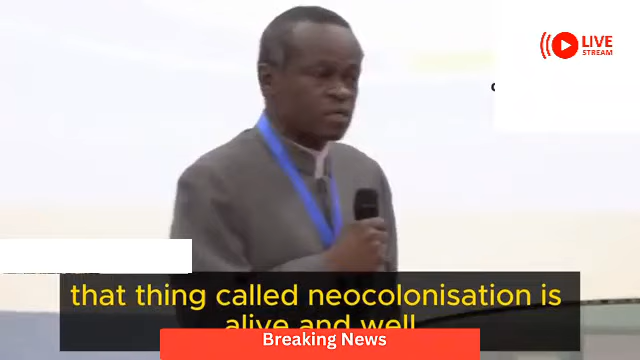 LIVE
STREAM
that thing called neocolonisation is
alive and well
Breaking News